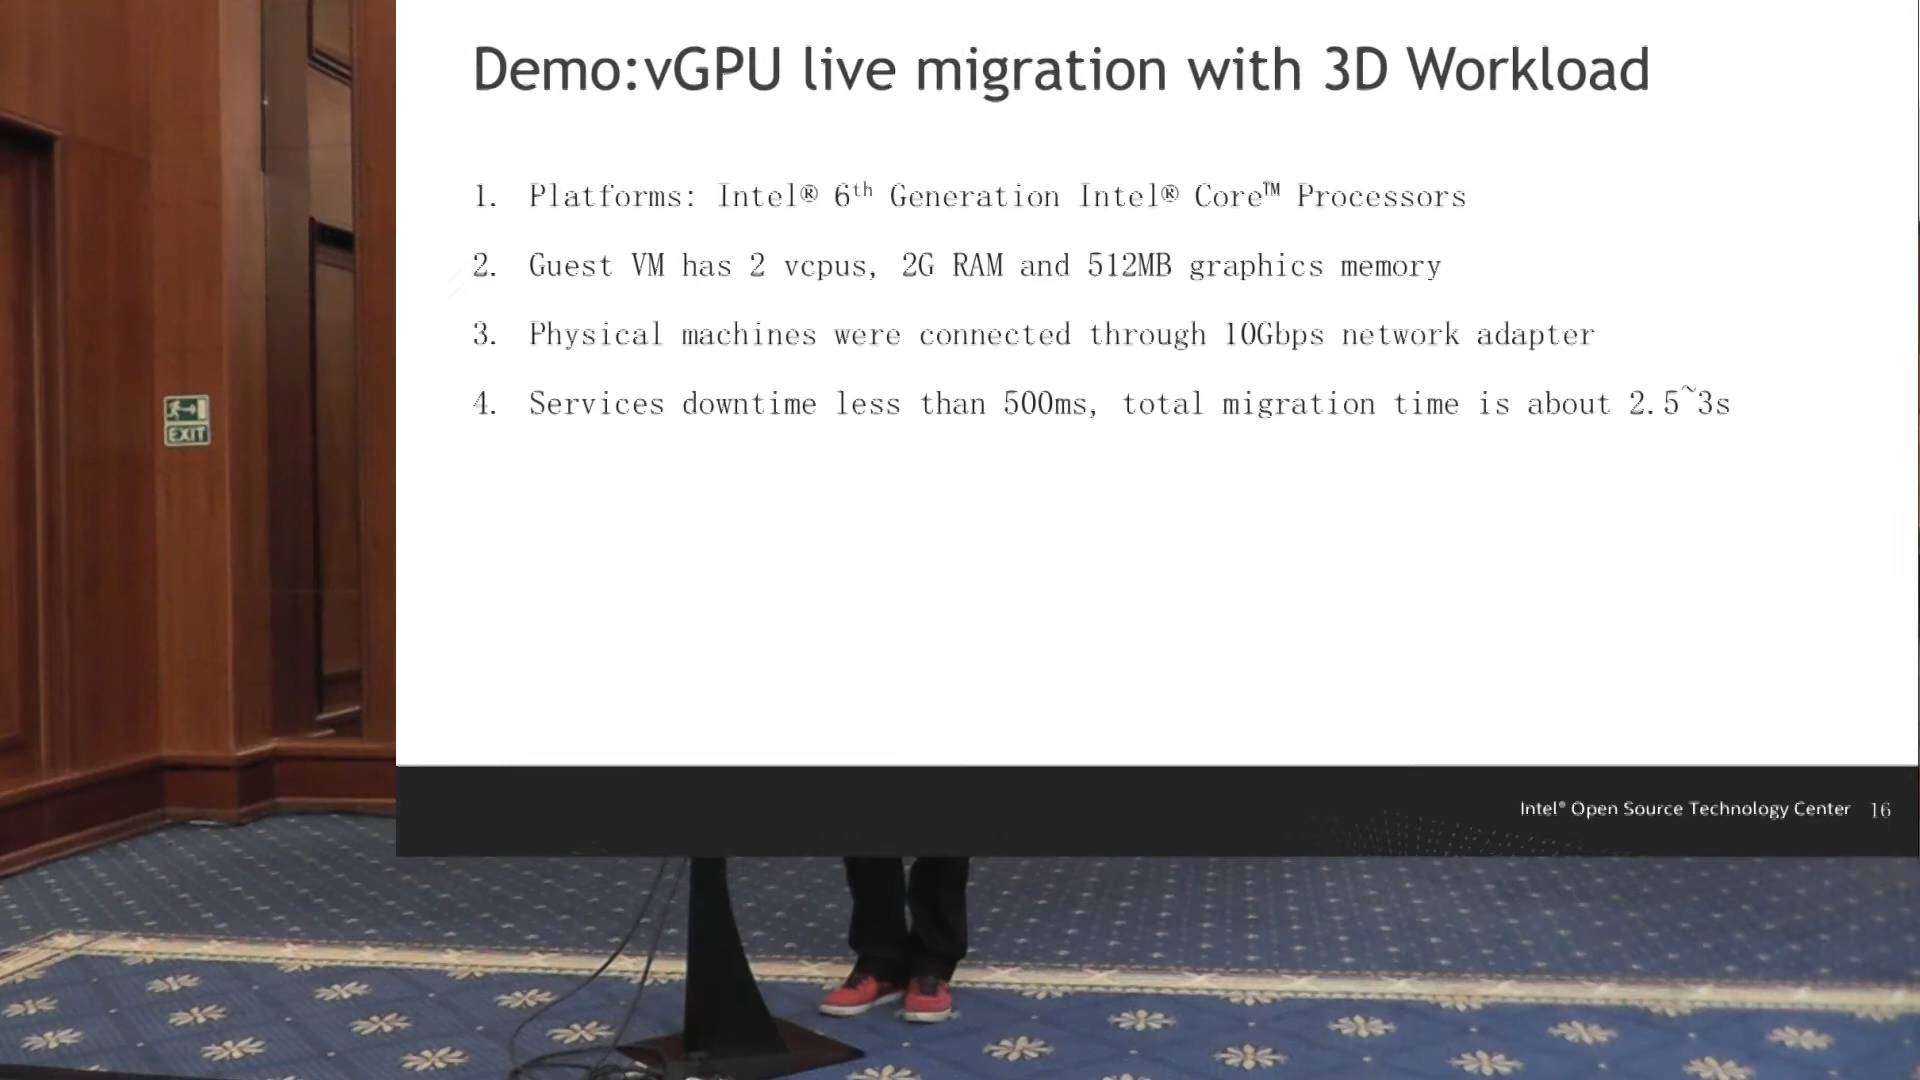 Demo:vGPU live migration with 3D Workload
1. Platforms: Intel® 6th Generation Intel® Core™ Processors
2. Guest VM has 2 vcpus, 2G RAM and 512MB graphics memory
3. Physical machines were connected through 10Gbps network adapter
4. Services downtime less than 500ms, total migration time is about 2.5~3s
EXIT
Intel® Open Source Technology Center 16